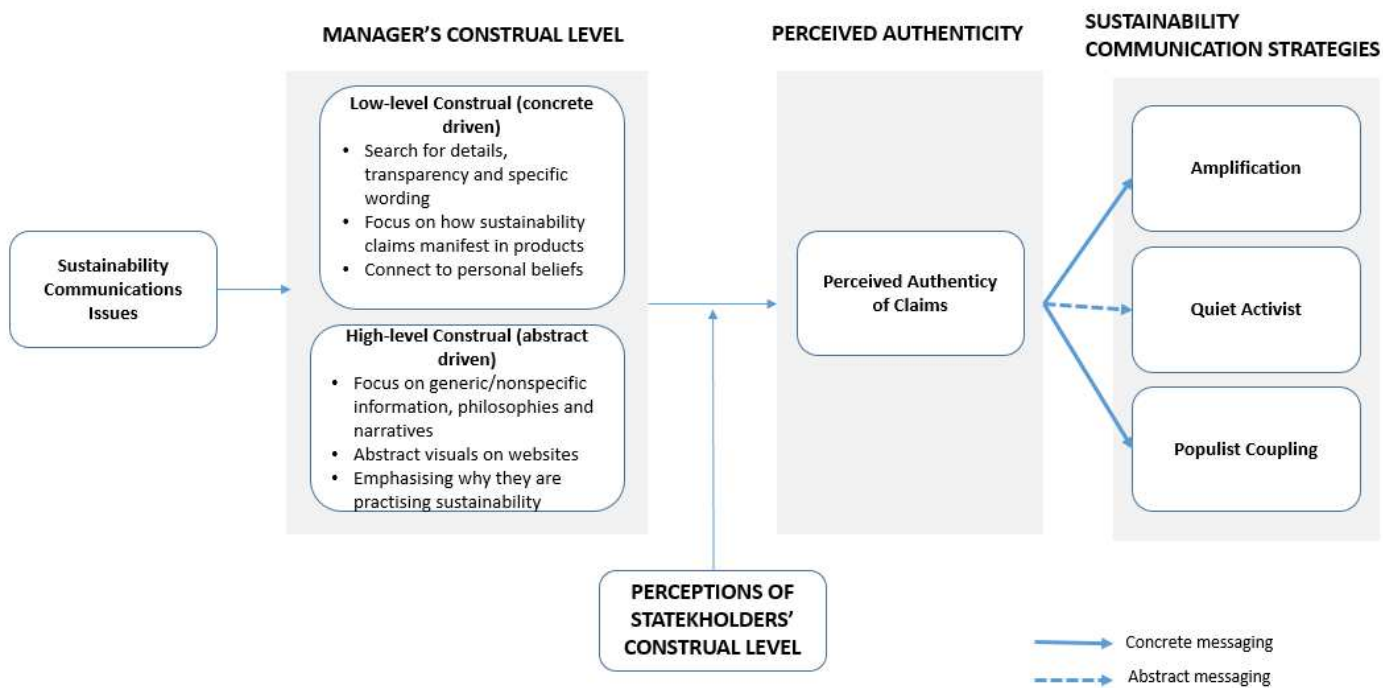 MANAGER'S CONSTRUAL LEVEL
PERCEIVED AUTHENTICITY
SUSTAINABILITY
COMMUNICATION STRATEGIES
Sustainability
Communications
Issues
Low-level Construal (concrete
driven)
• Search for details,
transparency and specific
wording
• Focus on how sustainability
claims manifest in products
• Connect to personal beliefs
High-level Construal (abstract
driven)
• Focus on generic/nonspecific
information, philosophies and
narratives
• Abstract visuals on websites
• Emphasising why they are
practising sustainability
PERCEPTIONS OF
STATEKHOLDERS'
CONSTRUAL LEVEL
Perceived Authenticy
of Claims
Amplification
Quiet Activist
Populist Coupling
Concrete messaging
Abstract messaging